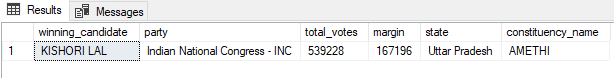 Results Messages
winning_candidate party total_votes margin state constituency_name
1 KISHORI LAL Indian National Congress - INC 539228 167196 Uttar Pradesh AMETHI